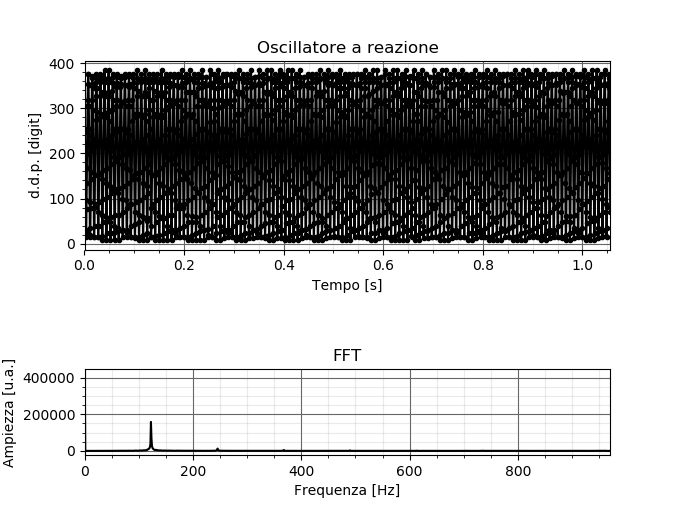 Oscillatore a reazione
400
300
200
100
0
d.d.p. [digit]
0.0 0.2 0.4 0.6 0.8 1.0
Tempo [s]
FFT
400000
200000
0
Ampiezza [u.a.]
0 200 400 600 800
Frequenza [Hz]